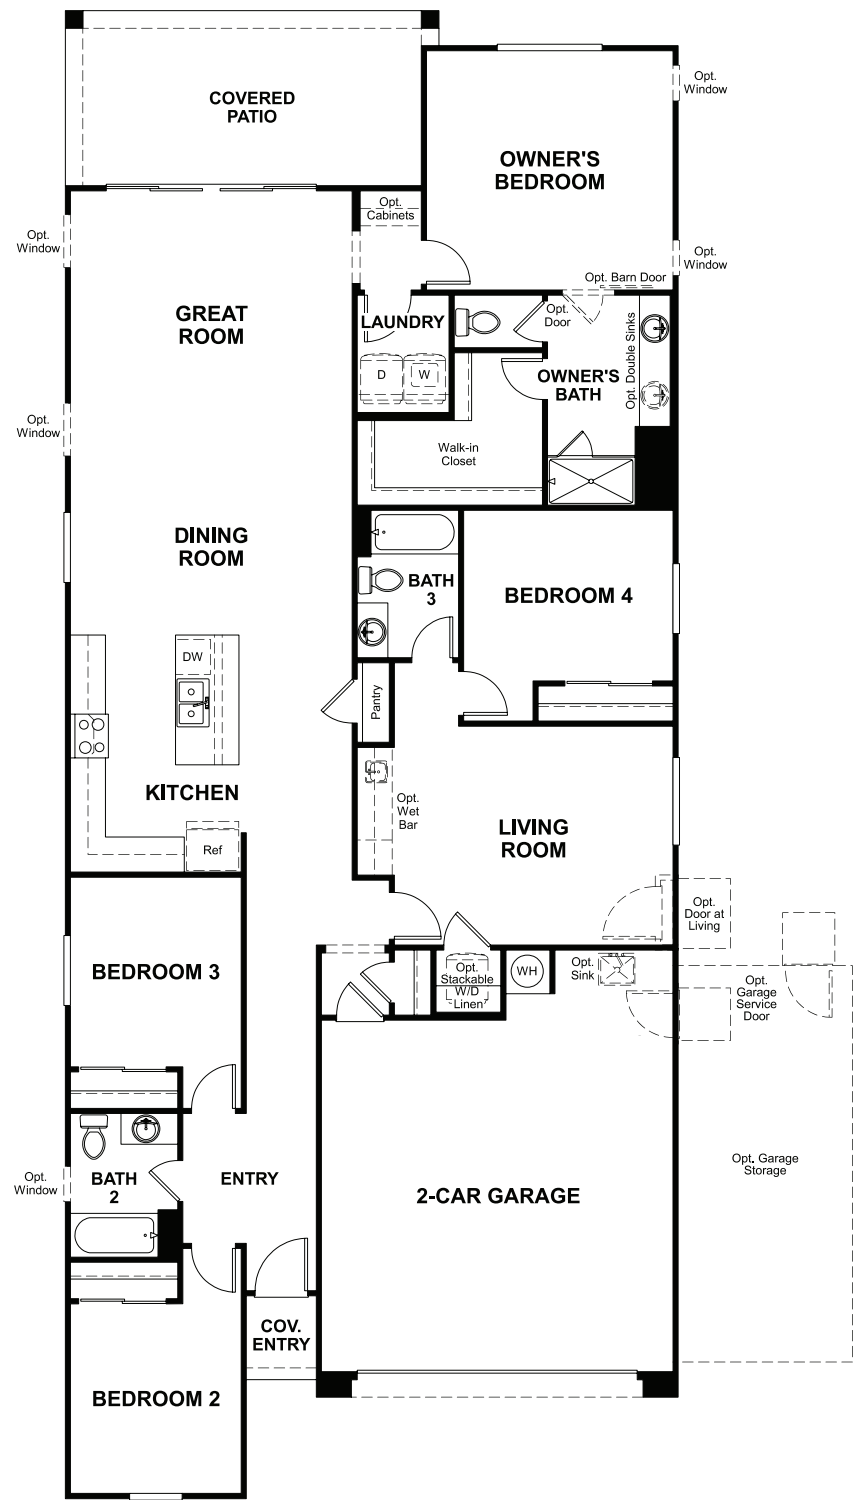 COVERED
PATIO
OWNER'S
BEDROOM
Opt.
Window
Opt.
Cabinets
Opt.
Window
Opt.
Window
Opt. Barn Door
GREAT
ROOM
LAUNDRY
Opt.
Door
Opt. Double Sinks
D
W
OWNER'S
BATH
Opt.
Window
Walk-in
Closet
DINING
ROOM
BATH
3
BEDROOM 4
DW
Pantry
KITCHEN
Opt.
Wet
Bar
LIVING
ROOM
Ref
Opt.
Door at
Living
BEDROOM 3
Opt.
Stackable
W/D
Linen
WH
Opt.
Sink
Opt.
Garage
Service
Door
Opt.
Window
BATH
2
ENTRY
2-CAR GARAGE
Opt. Garage
Storage
COV.
ENTRY
BEDROOM 2